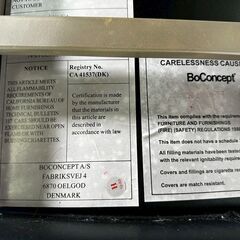 CUSTOMER
NOTICE
THIS ARTICLE MEETS
ALL FLAMMABILITY
REQUIREMENTS OF
CALIFORNIA BUREAU OF
HOME FURNISHINGS
TECHNICAL BULLETIN
CARE SHOULD BE
EXERCISED NEAR OPEN
FLAME OR WITH
BURNING CIGARETTES.
Registry No.
CA 41537(DK)
Certification is made
by the manufacturer
that the materials in
this article are
described in
accordance with law
BOCONCEPT A/S
FABRIKSVEJ 4
6870 OELGOD
DENMARK
CARELESSNESS CAUSE
BoConcept
This item complies with the require
FURNITURE AND FURNISHINGS
(FIRE) (SAFETY) REGULATIONS 198
This item does not have a schedule
All filling materials have been tested
with the relevant ignitability requirem
Covers and fillings are cigarette
Covers are match resistant.